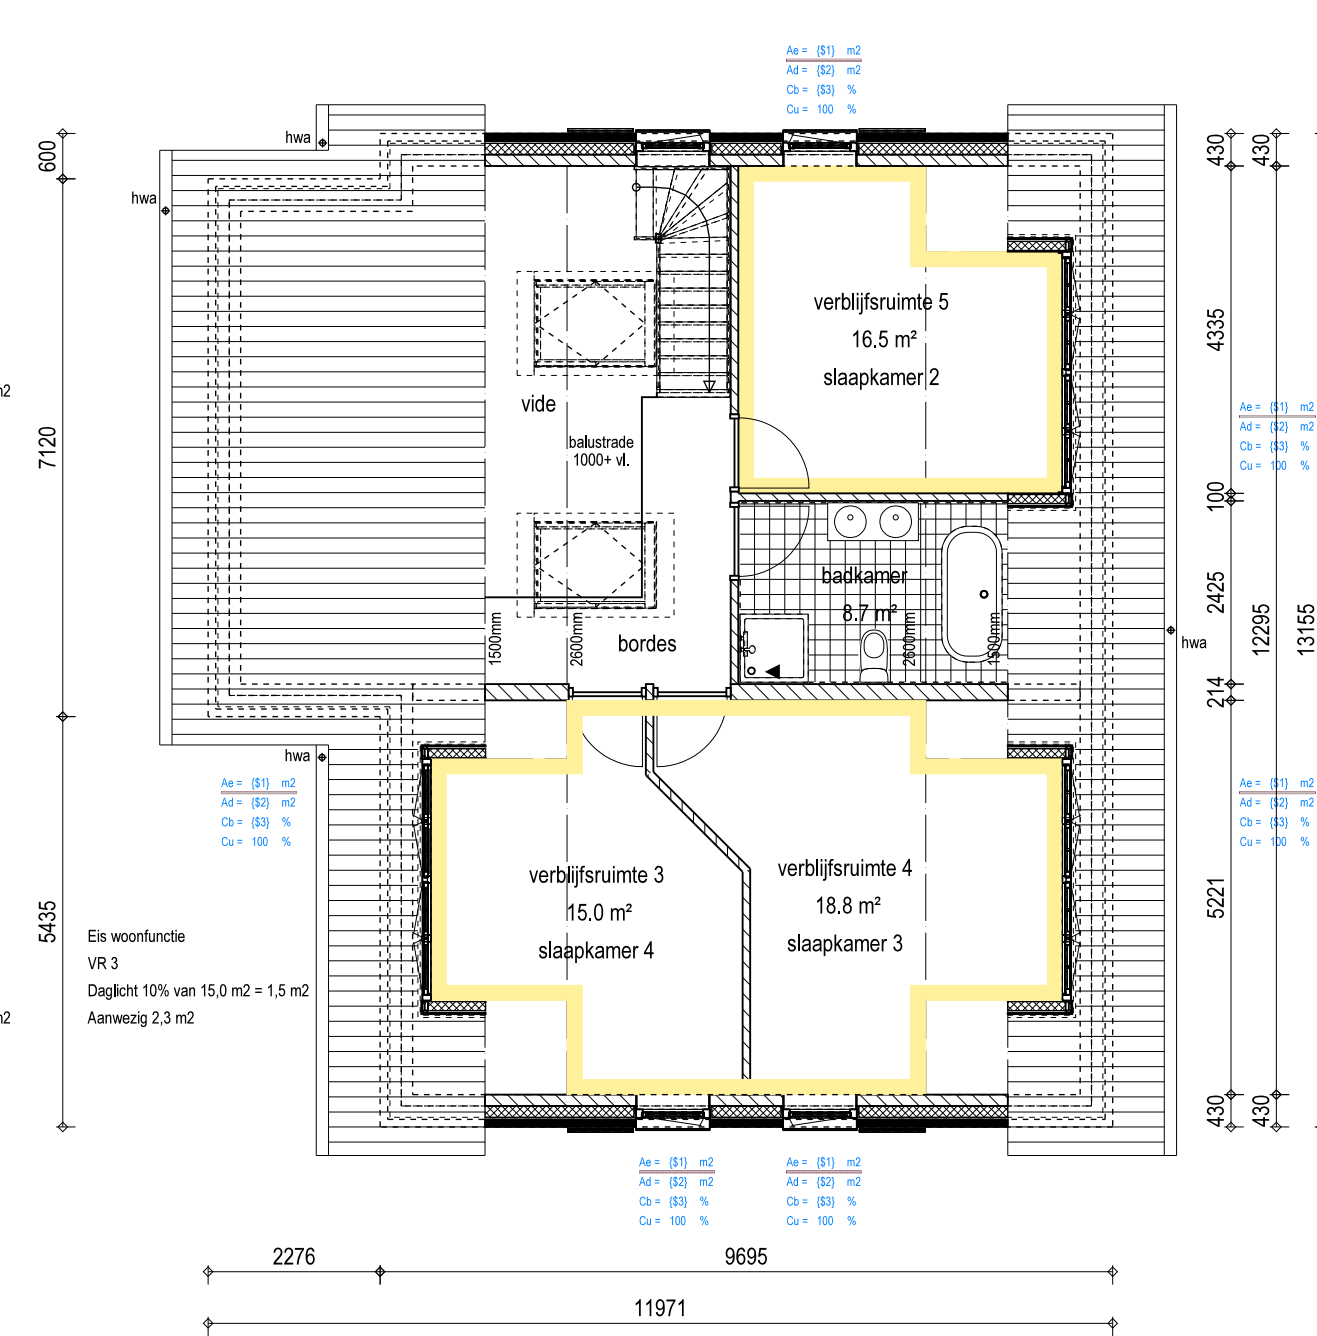 Ae = {$1} m2
Ad = {$2} m2
Cb = {$3} %
Cu = 100 %
hwa
hwa
600
430
430
verblijfsruimte 5
16.5 m²
slaapkamer 2
4335
m2
vide
balustrade
1000+ vl.
7120
Ae = {$1} m2
Ad = {$2} m2
Cb = {$3} %
Cu = 100 %
100
badkamer
8.7 m²
2425
12295
13155
1500mm
2600mm
bordes
2600mm
1500mm
hwa
214
hwa
Ae = {$1} m2
Ad = {$2} m2
Cb = {$3} %
Cu = 100 %
Ae = {$1} m2
Ad = {$2} m2
Cb = {$3} %
Cu = 100 %
verblijfsruimte 3
15.0 m²
slaapkamer 4
verblijfsruimte 4
18.8 m²
slaapkamer 3
5221
5435
Eis woonfunctie
VR 3
Daglicht 10% van 15,0 m2 = 1,5 m2
Aanwezig 2,3 m2
m2
430
430
Ae = {$1} m2
Ad = {$2} m2
Cb = {$3} %
Cu = 100 %
Ae = {$1} m2
Ad = {$2} m2
Cb = {$3} %
Cu = 100 %
2276
9695
11971